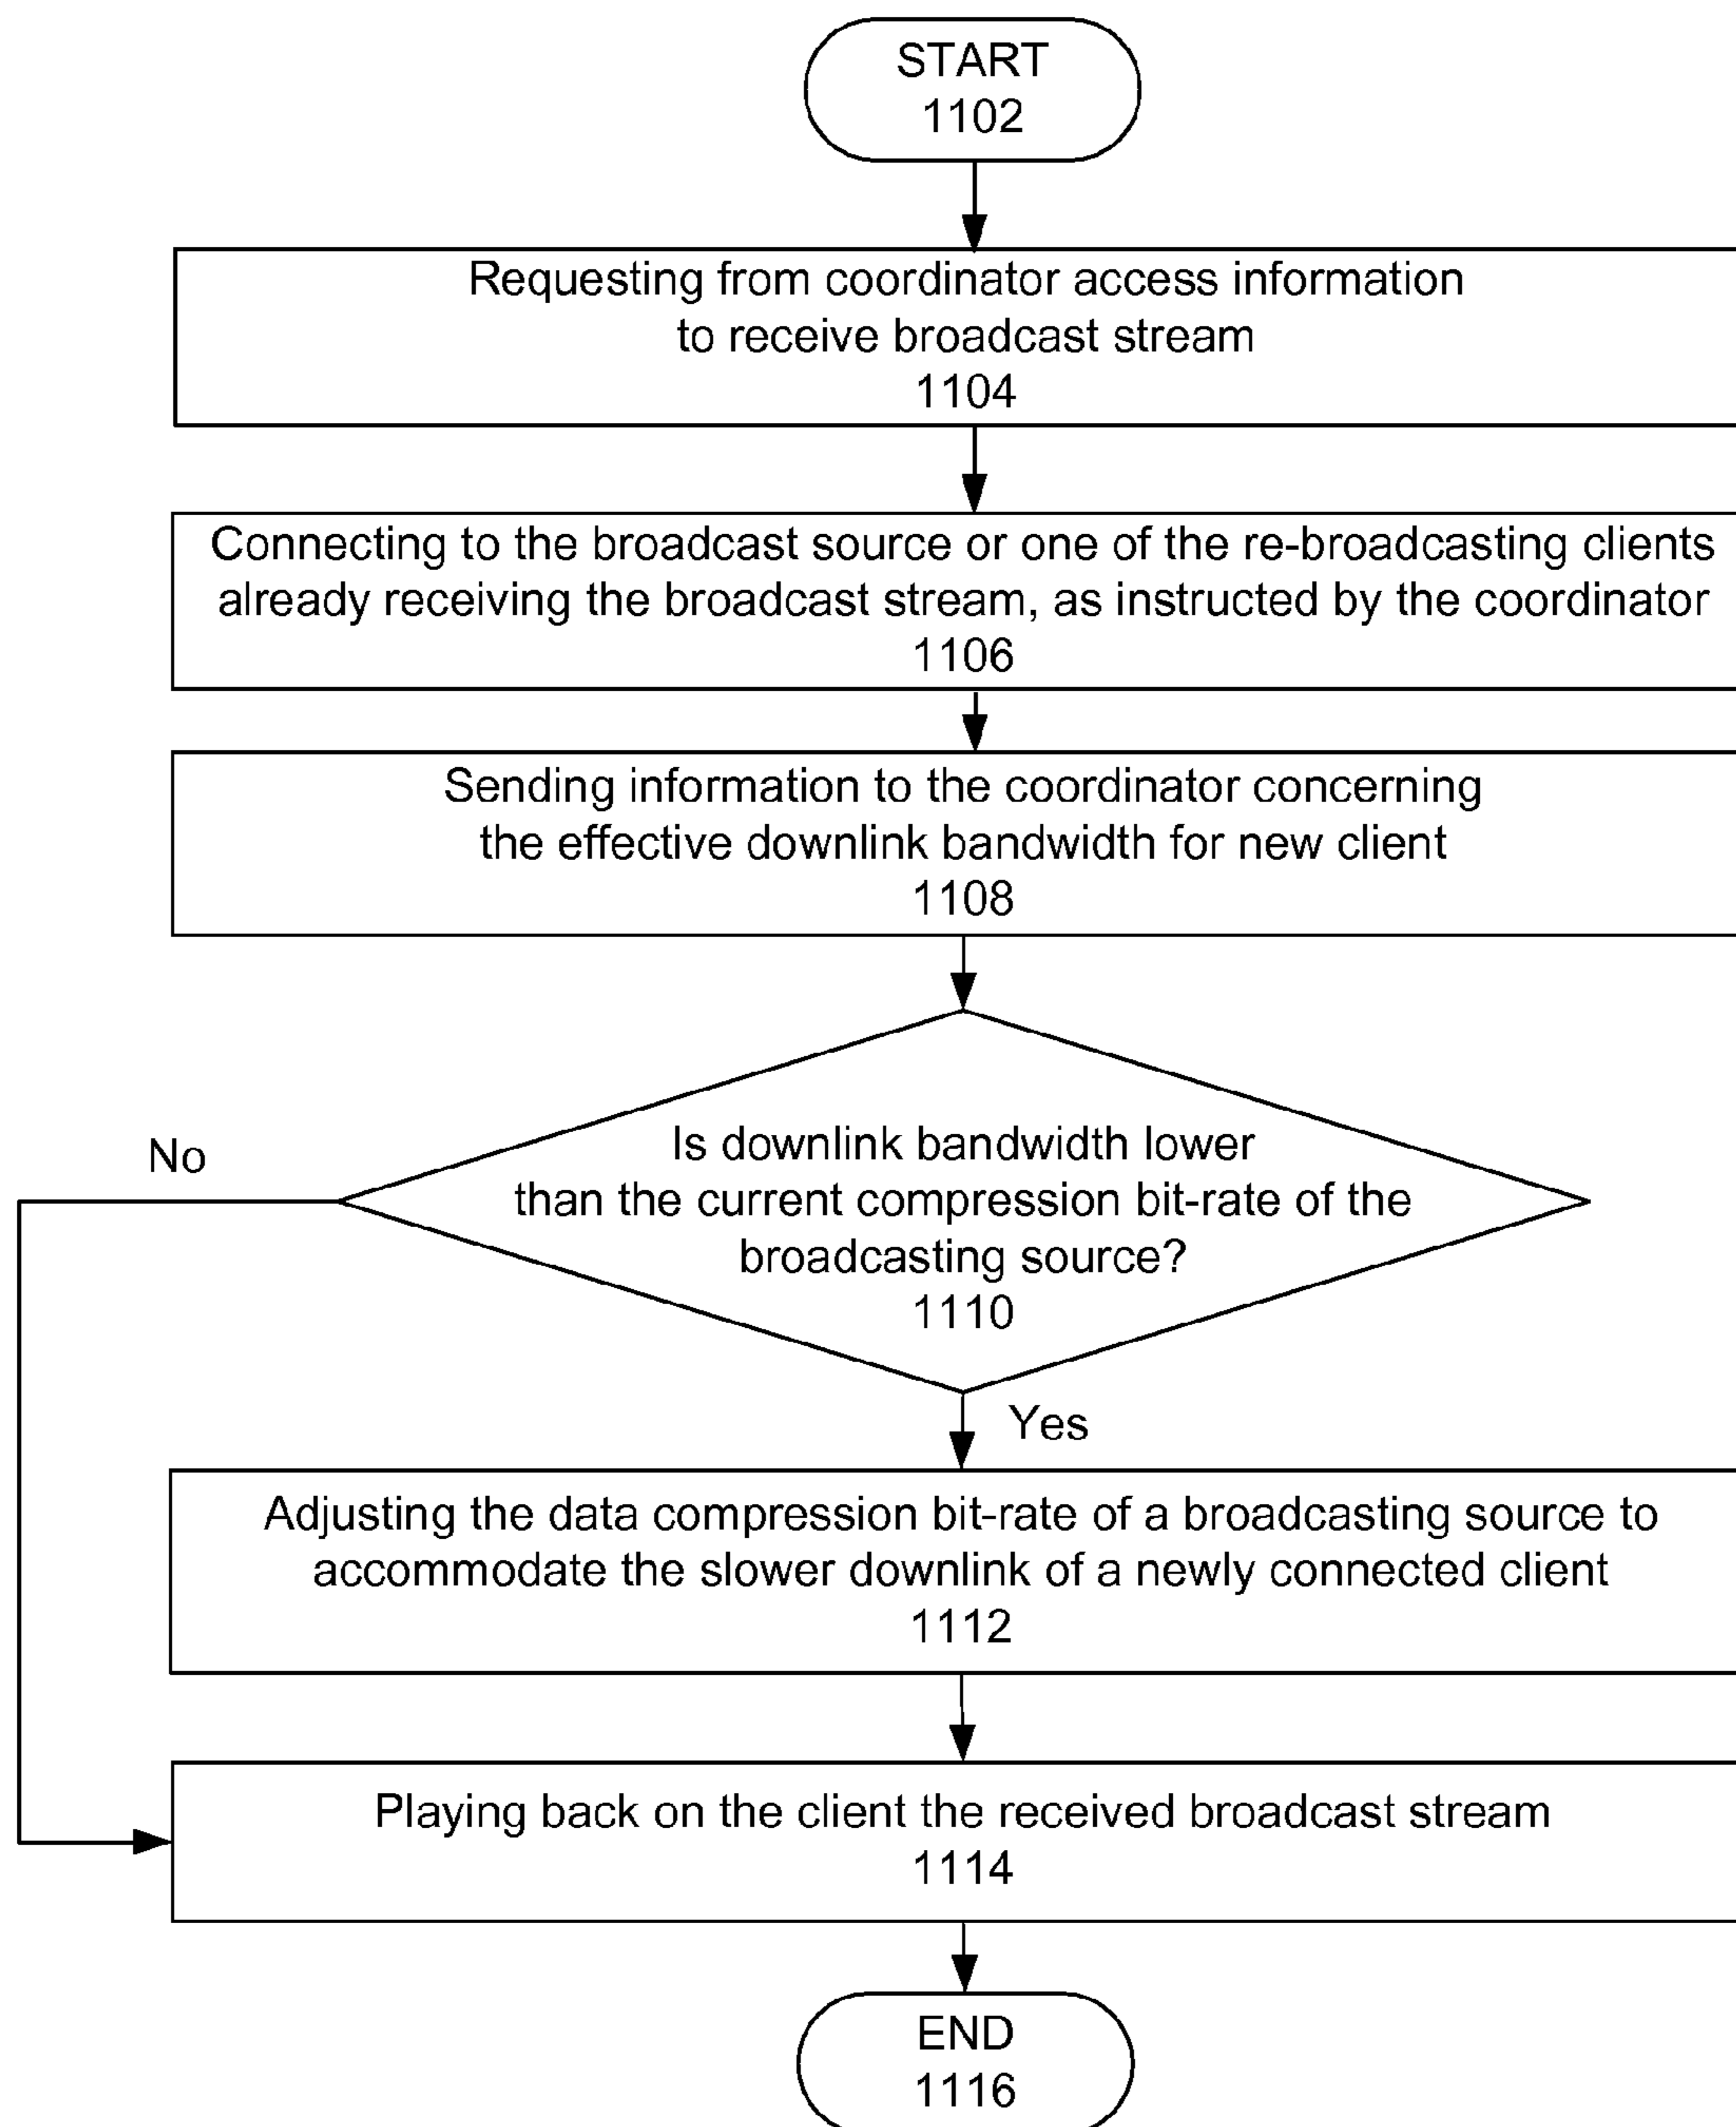 START
1102
Requesting from coordinator access information
to receive broadcast stream
1104
Connecting to the broadcast source or one of the re-broadcasting clients
already receiving the broadcast stream, as instructed by the coordinator
1106
Sending information to the coordinator concerning
the effective downlink bandwidth for new client
1108
Is downlink bandwidth lower
than the current compression bit-rate of the
broadcasting source?
1110
No
Yes
Adjusting the data compression bit-rate of a broadcasting source to
accommodate the slower downlink of a newly connected client
1112
Playing back on the client the received broadcast stream
1114
END
1116